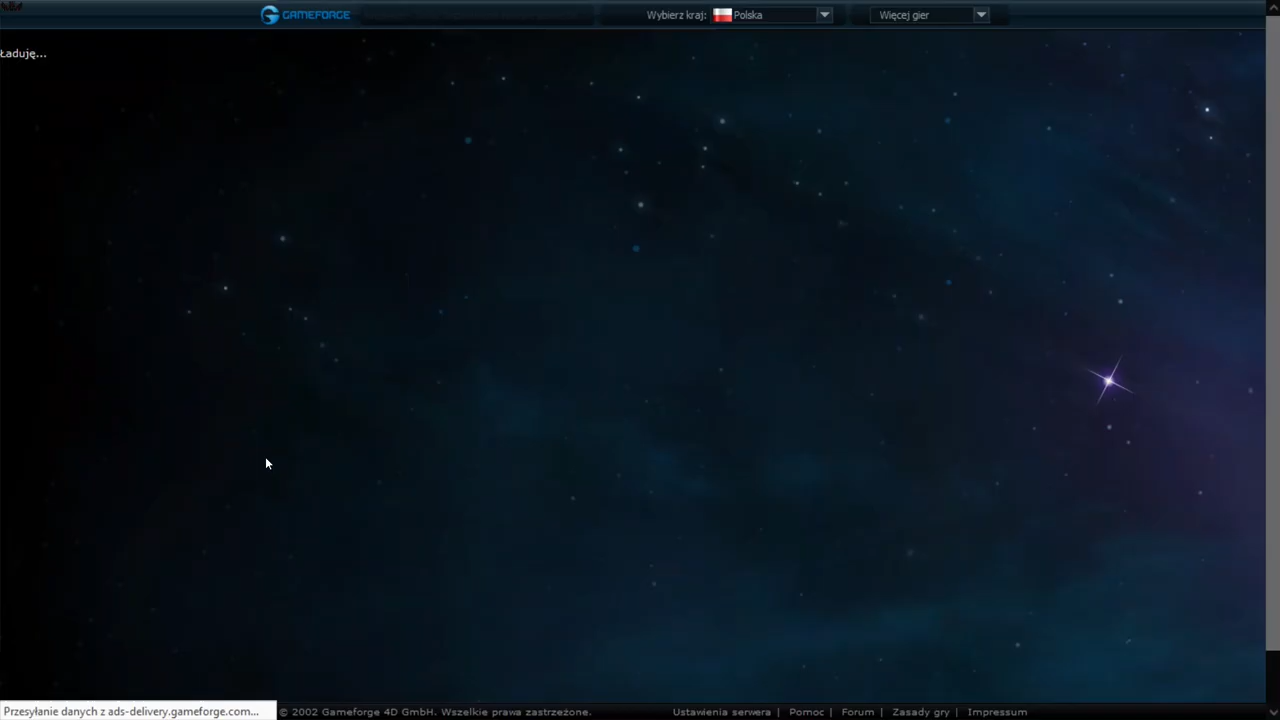 GAMEFORGE
Wybierz kraj: Polska
Więcej gier
Ładuję...
Przesyłanie danych z ads-delivery.gameforge.com...
© 2002 Gameforge 4D GmbH. Wszelkie prawa zastrzeżone.
Ustawienia serwera | Pomoc | Forum | Zasady gry | Impressum